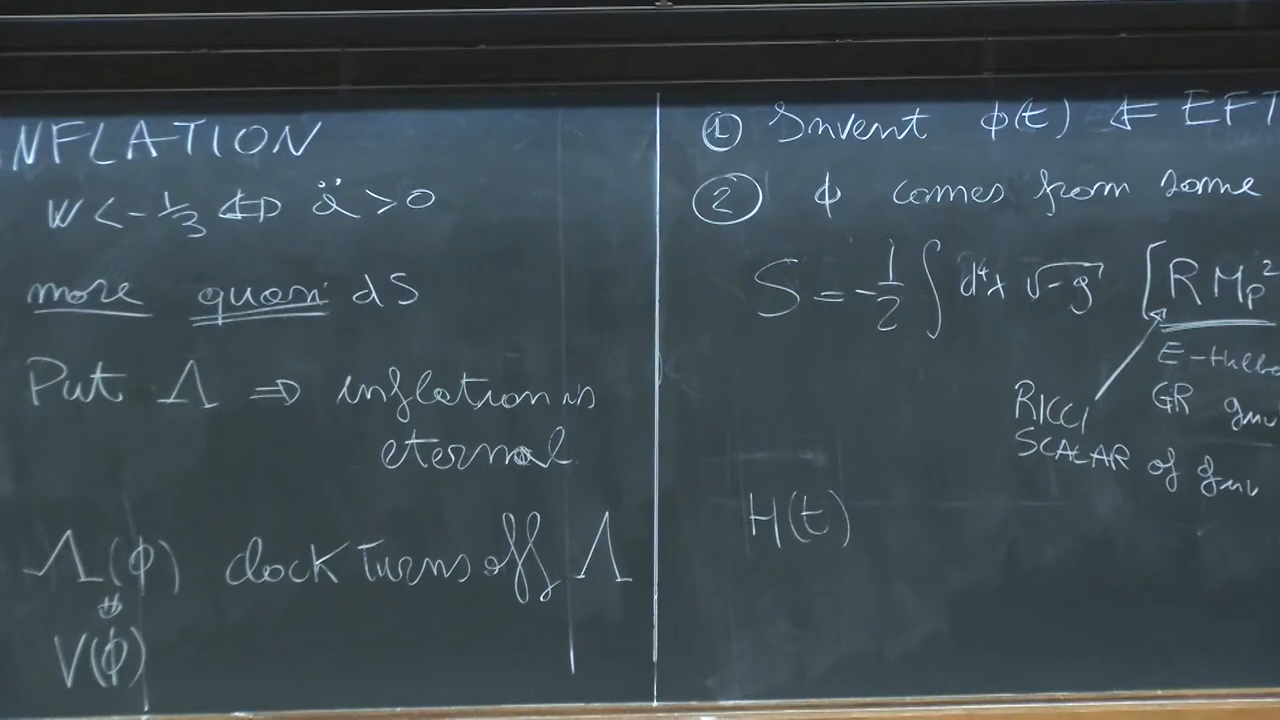 NFLATION
W < -1/3 ⇔ ä > 0
more quasi dS
Put Λ ⇒ inflation is
eternal
Λ(ϕ) clock turns off Λ
⇓
V(ϕ)
① Invent ϕ(t) ⇐ EFT
② ϕ comes from some
S = -1/2 ∫ d⁴x √-g [R Mp²
GR gμν
RICCI
SCALAR of gμν
H(t)